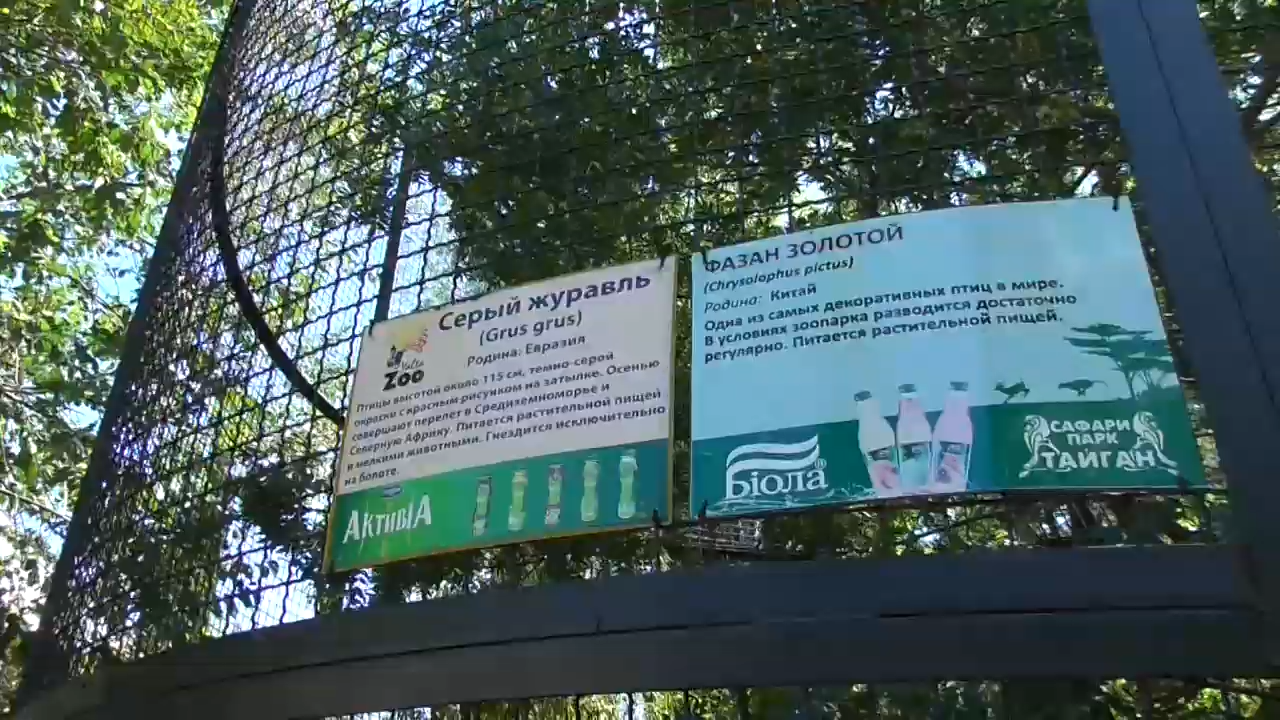 Yalta
Zoo
Серый журавль
(Grus grus)
Родина: Евразия
Птицы высотой около 115 см, темно-серой
окраски с красным рисунком на затылке. Осенью
совершают перелет в Средиземноморье и
Северную Африку. Питается растительной пищей
и мелкими животными. Гнездится исключительно
на болоте.
АктивіА
ФАЗАН ЗОЛОТОЙ
(Chrysolophus pictus)
Родина: Китай
Одна из самых декоративных птиц в мире.
В условиях зоопарка разводится достаточно
регулярно. Питается растительной пищей.
Біола®
САФАРИ
ПАРК
ТАЙГАН